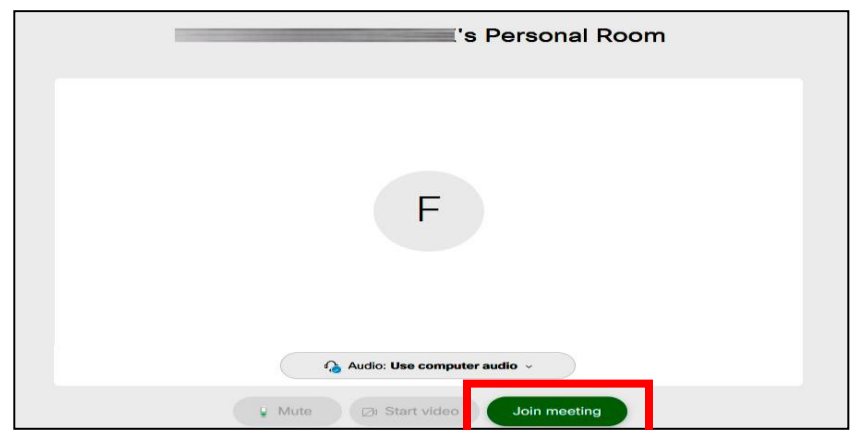 's Personal Room
F
Audio: Use computer audio
Mute Start video Join meeting